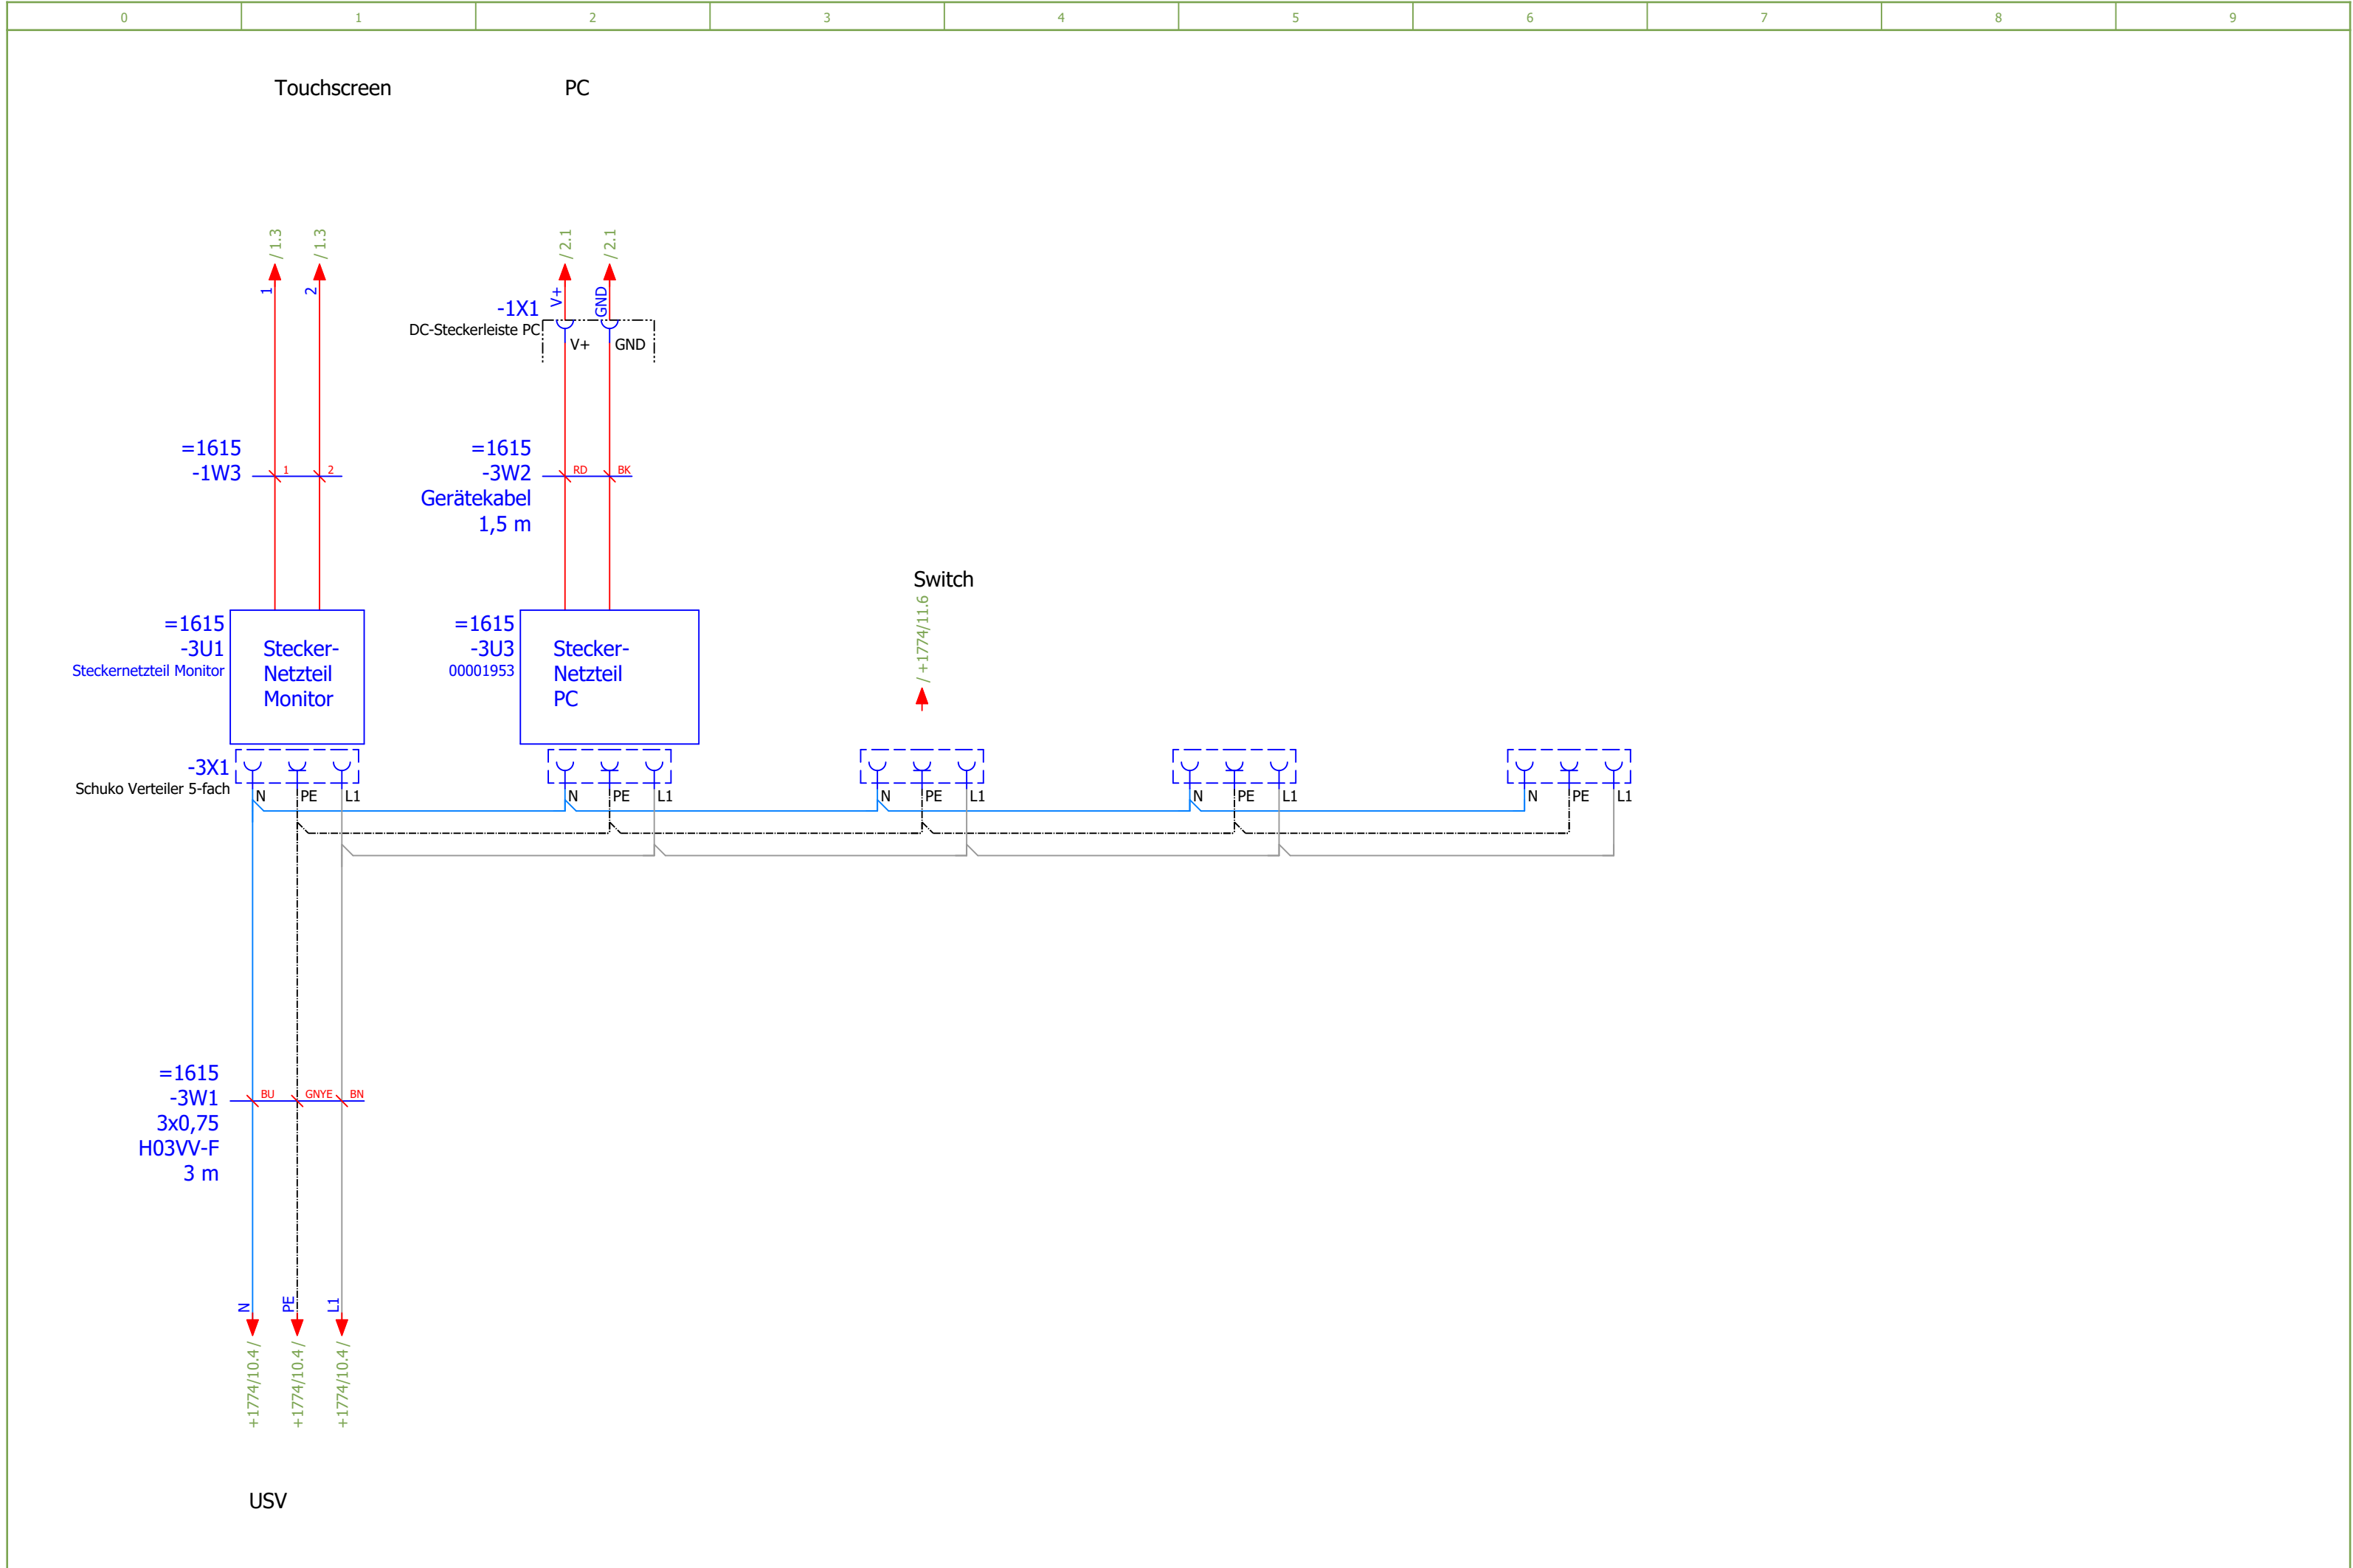 0 1 2 3 4 5 6 7 8 9
Touchscreen PC
/ 1.3 / 1.3 / 2.1 / 2.1
1 2 V+ GND
-1X1
DC-Steckerleiste PC
V+ GND
=1615
-1W3
1 2
=1615
-3W2
Gerätekabel
1,5 m
RD BK
Switch
/ +1774/11.6
=1615
-3U1
Steckernetzteil Monitor
Stecker-
Netzteil
Monitor
=1615
-3U3
00001953
Stecker-
Netzteil
PC
-3X1
Schuko Verteiler 5-fach
N PE L1 N PE L1 N PE L1 N PE L1 N PE L1
=1615
-3W1
3x0,75
H03VV-F
3 m
BU GNYE BN
N PE L1
+1774/10.4 / +1774/10.4 / +1774/10.4 /
USV